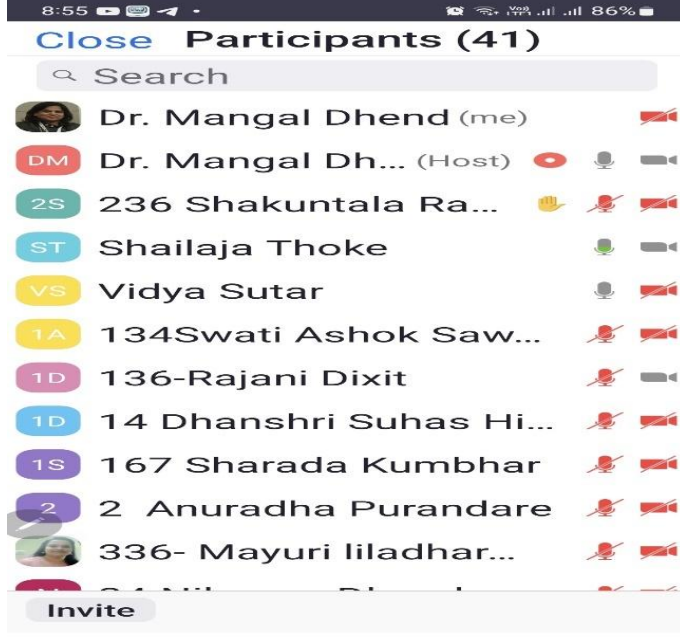 8:55 86%
Close Participants (41)
Search
Dr. Mangal Dhend (me)
DM Dr. Mangal Dh... (Host)
2S 236 Shakuntala Ra...
ST Shailaja Thoke
VS Vidya Sutar
1A 134Swati Ashok Saw...
1D 136-Rajani Dixit
1D 14 Dhanshri Suhas Hi...
1S 167 Sharada Kumbhar
2 2 Anuradha Purandare
336- Mayuri liladhar...
Invite